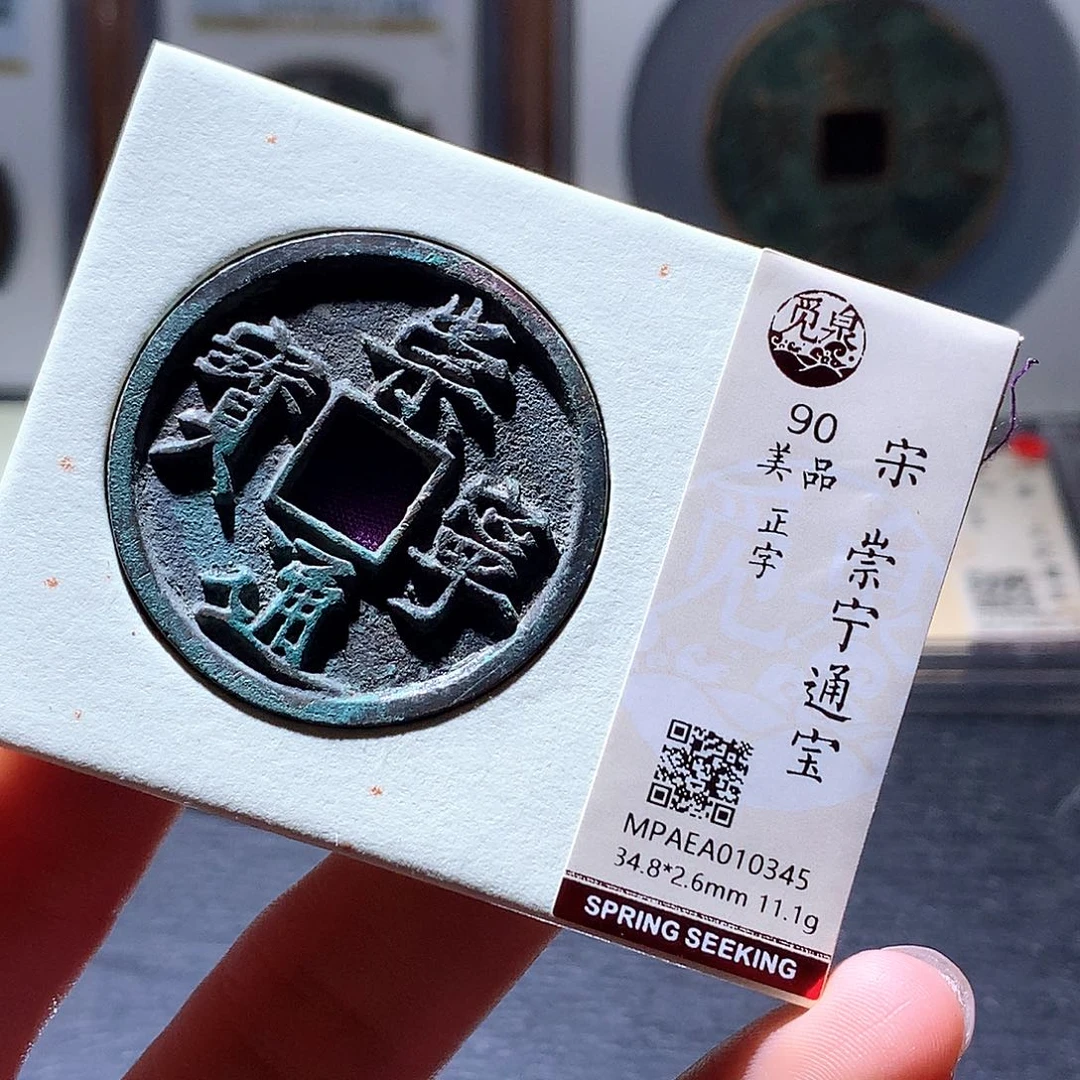 崇寧通寶
覓泉
90
美品
正字
宋 崇宁通宝
MPAEA010345
34.8*2.6mm 11.1g
SPRING SEEKING